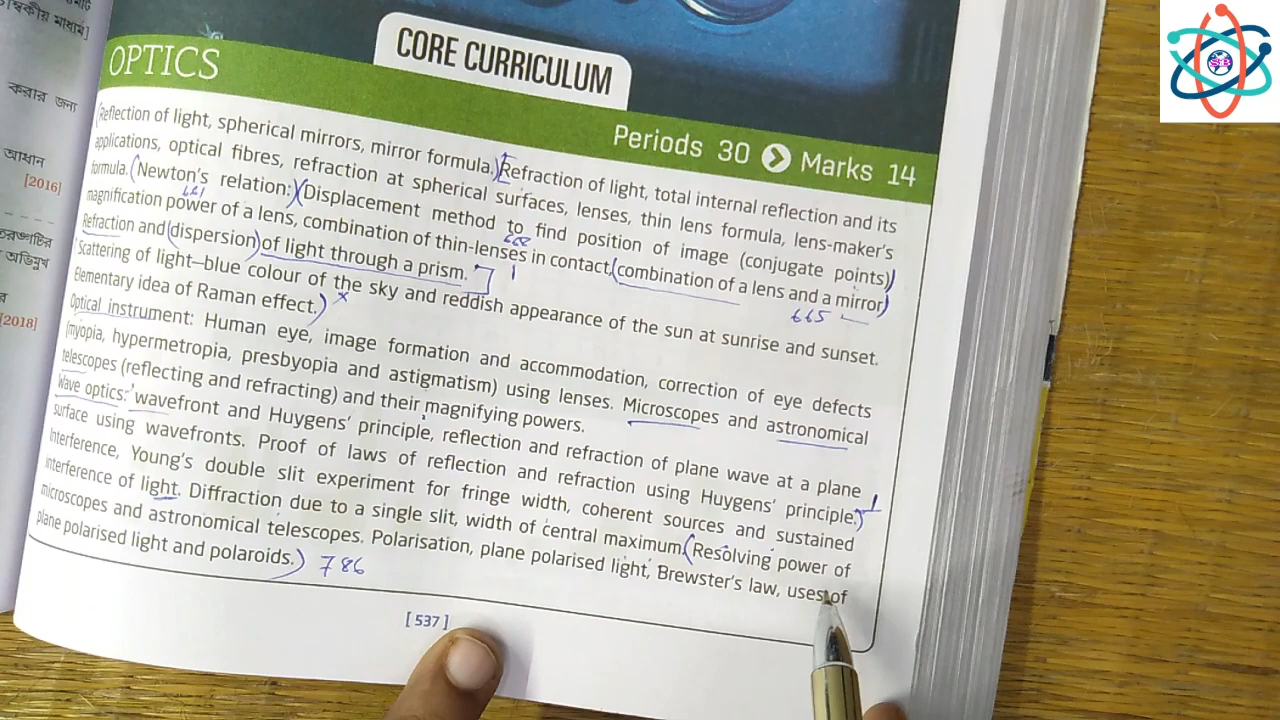 শ্বিকীয় মাধ্যম]
করার জন্য
আধান
[2016]
অভিমুখ
[2018]
SB
CORE CURRICULUM
OPTICS
Periods 30 Marks 14
Reflection of light, spherical mirrors, mirror formula. Refraction of light, total internal reflection and its
applications, optical fibres, refraction at spherical surfaces, lenses, thin lens formula, lens-maker's
formula. (Newton's relation:) (Displacement method to find position of image (conjugate points)
magnification power of a lens, combination of thin-lenses in contact, (combination of a lens and a mirror)
661
668
665
Refraction and (dispersion) of light through a prism.
Scattering of light—blue colour of the sky and reddish appearance of the sun at sunrise and sunset.
Elementary idea of Raman effect.) x
Optical instrument: Human eye, image formation and accommodation, correction of eye defects
(myopia, hypermetropia, presbyopia and astigmatism) using lenses. Microscopes and astronomical
telescopes (reflecting and refracting) and their magnifying powers.
Wave optics: wavefront and Huygens' principle, reflection and refraction of plane wave at a plane
surface using wavefronts. Proof of laws of reflection and refraction using Huygens' principle.)
Interference, Young's double slit experiment for fringe width, coherent sources and sustained
interference of light. Diffraction due to a single slit, width of central maximum. (Resolving power of
microscopes and astronomical telescopes. Polarisation, plane polarised light, Brewster's law, uses of
plane polarised light and polaroids.) 786
[ 537 ]